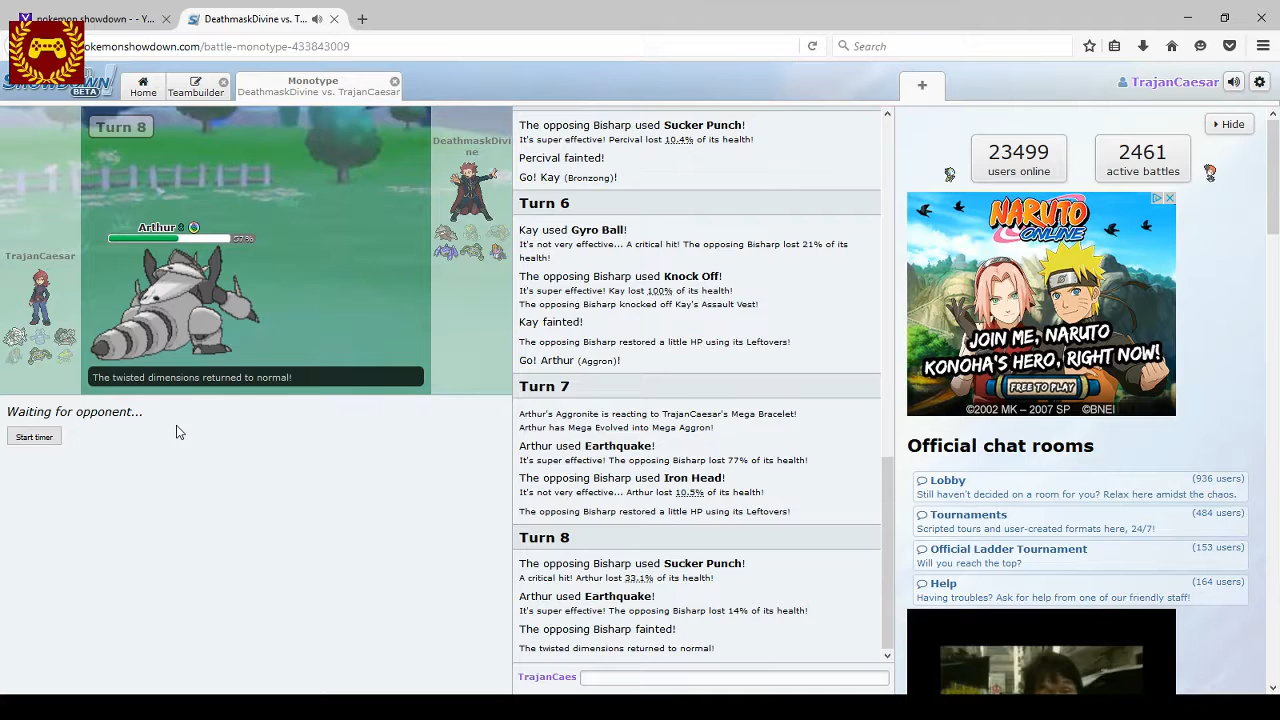 pokemon showdown - - Y...
DeathmaskDivine vs. T...
okemonshowdown.com/battle-monotype-433843009
Search
BETA
Home
Teambuilder
Monotype
DeathmaskDivine vs. TrajanCaesar
TrajanCaesar
Turn 8
DeathmaskDivi
ne
Arthur
57%
TrajanCaesar
The twisted dimensions returned to normal!
Waiting for opponent...
Start timer
The opposing Bisharp used Sucker Punch!
It's super effective! Percival lost 10.4% of its health!
Percival fainted!
Go! Kay (Bronzong)!
Turn 6
Kay used Gyro Ball!
It's not very effective... A critical hit! The opposing Bisharp lost 21% of its
health!
The opposing Bisharp used Knock Off!
It's super effective! Kay lost 100% of its health!
The opposing Bisharp knocked off Kay's Assault Vest!
Kay fainted!
The opposing Bisharp restored a little HP using its Leftovers!
Go! Arthur (Aggron)!
Turn 7
Arthur's Aggronite is reacting to TrajanCaesar's Mega Bracelet!
Arthur has Mega Evolved into Mega Aggron!
Arthur used Earthquake!
It's super effective! The opposing Bisharp lost 77% of its health!
The opposing Bisharp used Iron Head!
It's not very effective... Arthur lost 10.5% of its health!
The opposing Bisharp restored a little HP using its Leftovers!
Turn 8
The opposing Bisharp used Sucker Punch!
A critical hit! Arthur lost 33.1% of its health!
Arthur used Earthquake!
It's super effective! The opposing Bisharp lost 14% of its health!
The opposing Bisharp fainted!
The twisted dimensions returned to normal!
TrajanCaes
Hide
23499
users online
2461
active battles
NARUTO
ONLINE
JOIN ME, NARUTO
KONOHA'S HERO, RIGHT NOW!
FREE TO PLAY
©2002 MK – 2007 SP ©BNEI
Official chat rooms
Lobby (936 users)
Still haven't decided on a room for you? Relax here amidst the chaos.
Tournaments (484 users)
Scripted tours and user-created formats here, 24/7!
Official Ladder Tournament (153 users)
Will you reach the top?
Help (164 users)
Having troubles? Ask for help from one of our friendly staff!